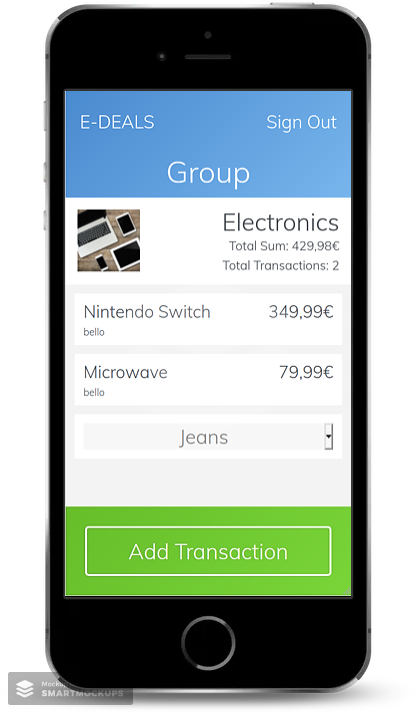 E-DEALS
Sign Out
Group
Electronics
Total Sum: 429,98€
Total Transactions: 2
Nintendo Switch
349,99€
bello
Microwave
79,99€
bello
Jeans
Add Transaction
SMARTMOCKUPS